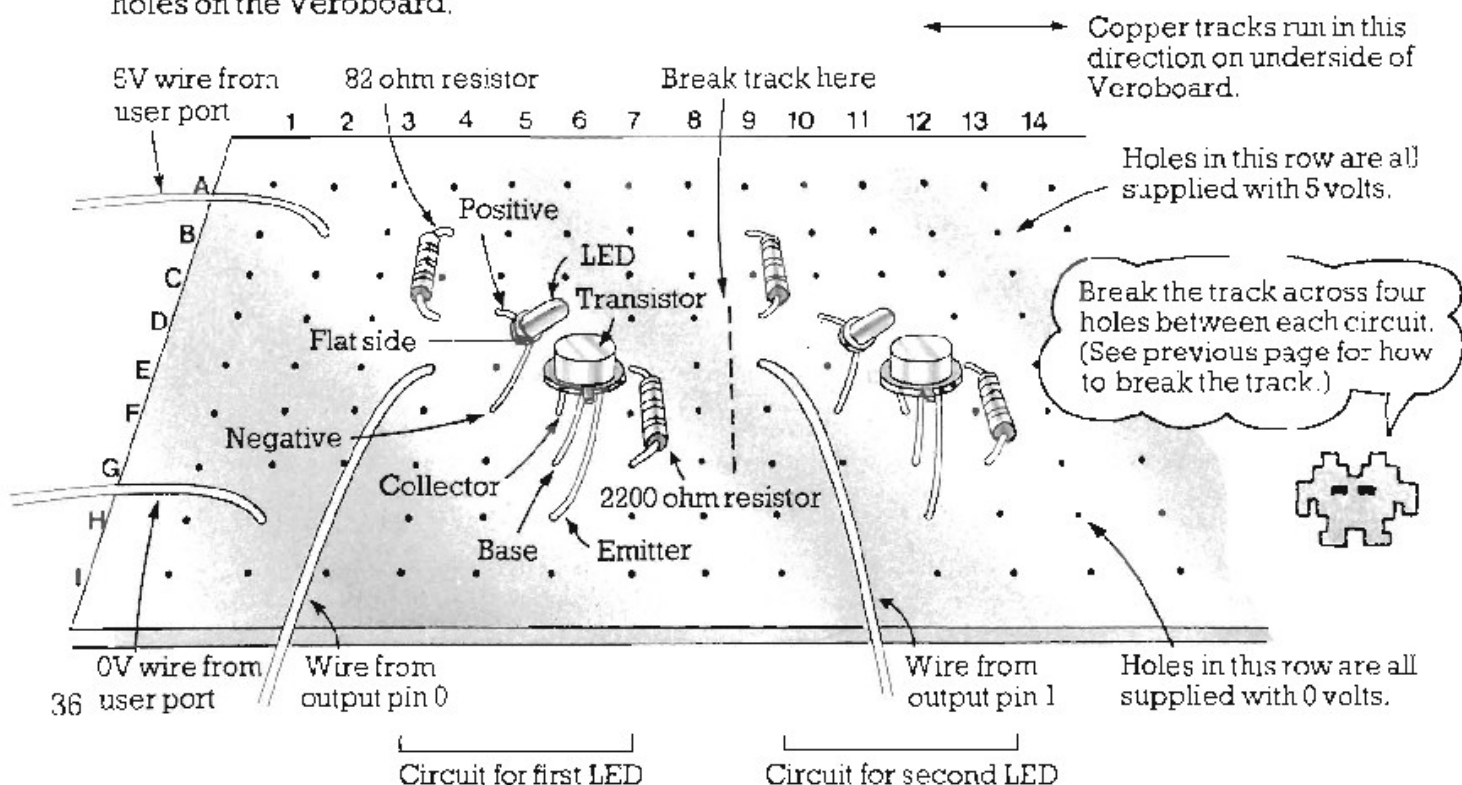 holes on the Veroboard.
Copper tracks run in this
direction on underside of
Veroboard.
5V wire from
user port
82 ohm resistor
Break track here
1 2 3 4 5 6 7 8 9 10 11 12 13 14
Holes in this row are all
supplied with 5 volts.
A
B
C
D
E
F
G
H
I
Positive
LED
Transistor
Flat side
Negative
Collector
Base
Emitter
2200 ohm resistor
Break the track across four
holes between each circuit.
(See previous page for how
to break the track.)
0V wire from
user port
Wire from
output pin 0
Wire from
output pin 1
Holes in this row are all
supplied with 0 volts.
36
Circuit for first LED
Circuit for second LED